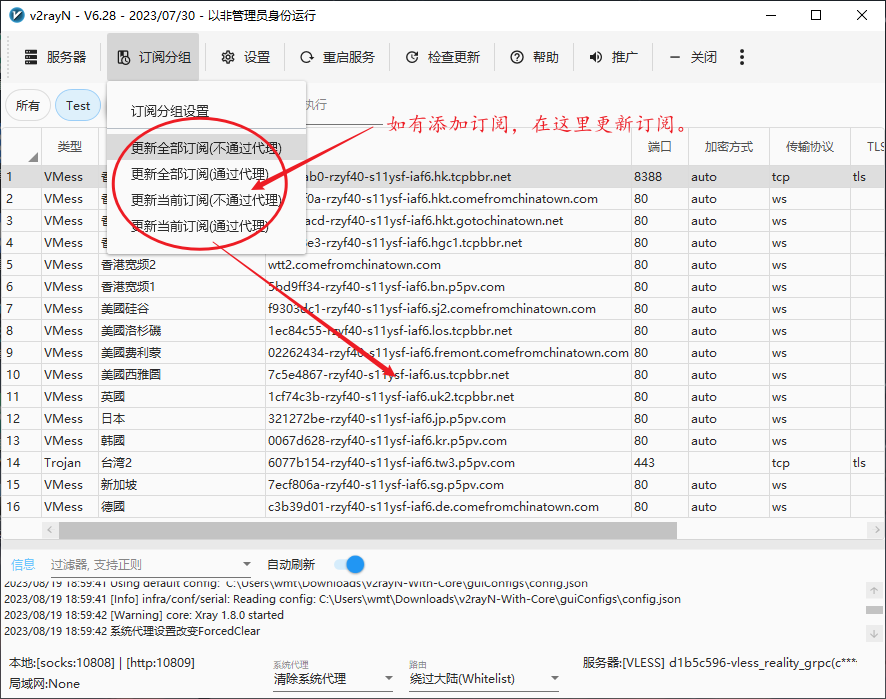 v2rayN - V6.28 - 2023/07/30 - 以非管理员身份运行
服务器 订阅分组 设置 重启服务 检查更新 帮助 推广 关闭
所有 Test 执行
订阅分组设置
更新全部订阅(不通过代理)
更新全部订阅(通过代理)
更新当前订阅(不通过代理)
更新当前订阅(通过代理)
如有添加订阅，在这里更新订阅。
类型 端口 加密方式 传输协议 TLS
1 VMess ab0-rzyf40-s11ysf-iaf6.hk.tcpbbr.net 8388 auto tcp tls
2 VMess f0a-rzyf40-s11ysf-iaf6.hkt.comefromchinatown.com 80 auto ws
3 VMess acd-rzyf40-s11ysf-iaf6.hkt.gotochinatown.net 80 auto ws
4 VMess e3-rzyf40-s11ysf-iaf6.hgc1.tcpbbr.net 80 auto ws
5 VMess 香港宽频2 wtt2.comefromchinatown.com 80 auto ws
6 VMess 香港宽频1 5bd9ff34-rzyf40-s11ysf-iaf6.bn.p5pv.com 80 auto ws
7 VMess 美國硅谷 f9303dc1-rzyf40-s11ysf-iaf6.sj2.comefromchinatown.com 80 auto ws
8 VMess 美國洛杉磯 1ec84c55-rzyf40-s11ysf-iaf6.los.tcpbbr.net 80 auto ws
9 VMess 美國费利蒙 02262434-rzyf40-s11ysf-iaf6.fremont.comefromchinatown.com 80 auto ws
10 VMess 美國西雅圖 7c5e4867-rzyf40-s11ysf-iaf6.us.tcpbbr.net 80 auto ws
11 VMess 英國 1cf74c3b-rzyf40-s11ysf-iaf6.uk2.tcpbbr.net 80 auto ws
12 VMess 日本 321272be-rzyf40-s11ysf-iaf6.jp.p5pv.com 80 auto ws
13 VMess 韩國 0067d628-rzyf40-s11ysf-iaf6.kr.p5pv.com 80 auto ws
14 Trojan 台湾2 6077b154-rzyf40-s11ysf-iaf6.tw3.p5pv.com 443 tcp tls
15 VMess 新加坡 7ecf806a-rzyf40-s11ysf-iaf6.sg.p5pv.com 80 auto ws
16 VMess 德國 c3b39d01-rzyf40-s11ysf-iaf6.de.comefromchinatown.com 80 auto ws
信息 过滤器, 支持正则 自动刷新
2023/08/19 18:59:41 Using default config: C:\Users\wmt\Downloads\v2rayN-With-Core\guiConfigs\config.json
2023/08/19 18:59:41 [Info] infra/conf/serial: Reading config: C:\Users\wmt\Downloads\v2rayN-With-Core\guiConfigs\config.json
2023/08/19 18:59:42 [Warning] core: Xray 1.8.0 started
2023/08/19 18:59:42 系统代理设置改变ForcedClear
本地:[socks:10808] | [http:10809]
局域网:None
系统代理
清除系统代理
路由
绕过大陆(Whitelist)
服务器:[VLESS] d1b5c596-vless_reality_grpc(c***